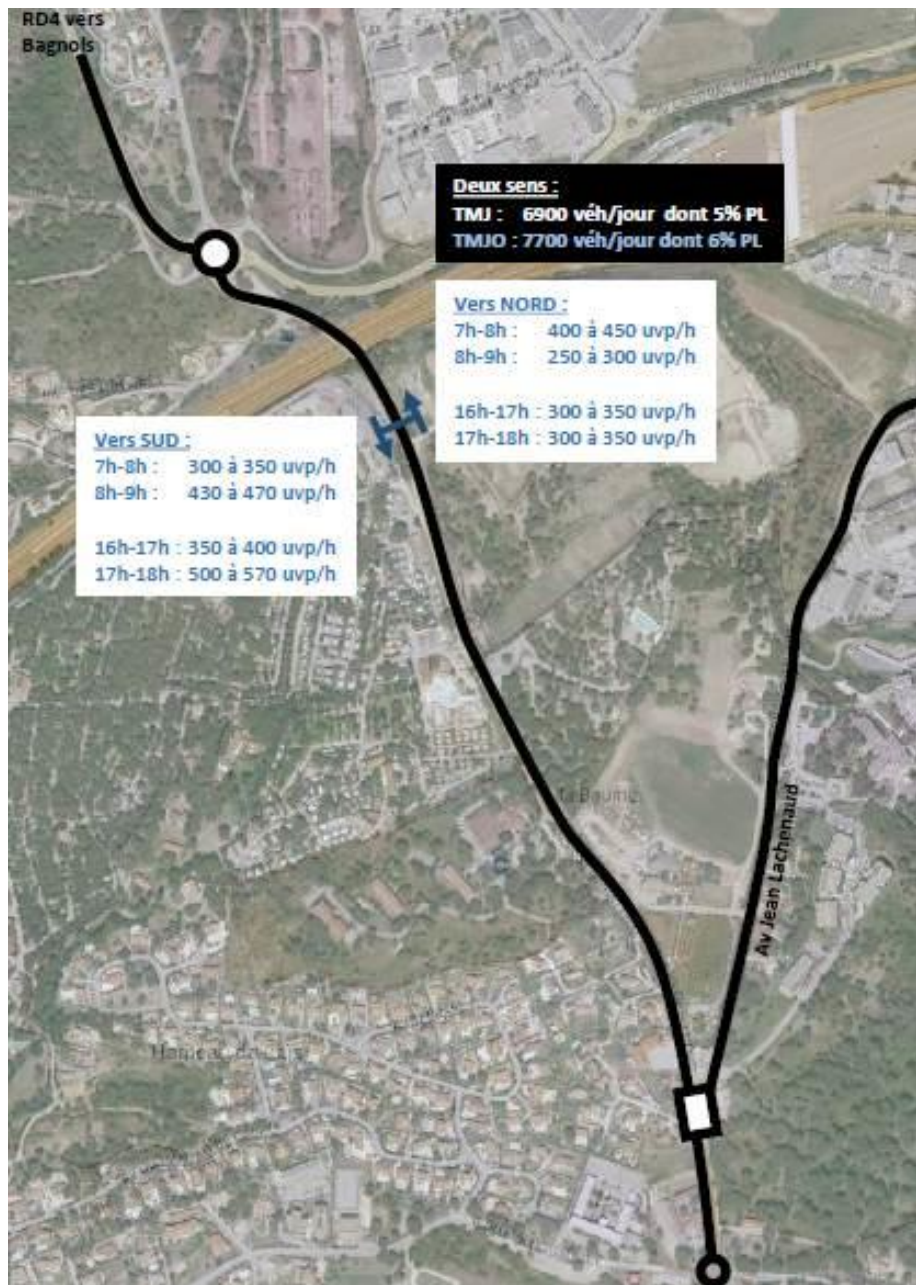 RD4 vers
Bagnols
Deux sens :
TMJ : 6900 véh/jour dont 5% PL
TMJO : 7700 véh/jour dont 6% PL
Vers NORD :
7h-8h : 400 à 450 uvp/h
8h-9h : 250 à 300 uvp/h
16h-17h : 300 à 350 uvp/h
17h-18h : 300 à 350 uvp/h
Vers SUD :
7h-8h : 300 à 350 uvp/h
8h-9h : 430 à 470 uvp/h
16h-17h : 350 à 400 uvp/h
17h-18h : 500 à 570 uvp/h
la Baume
Av Jean Lachenaud